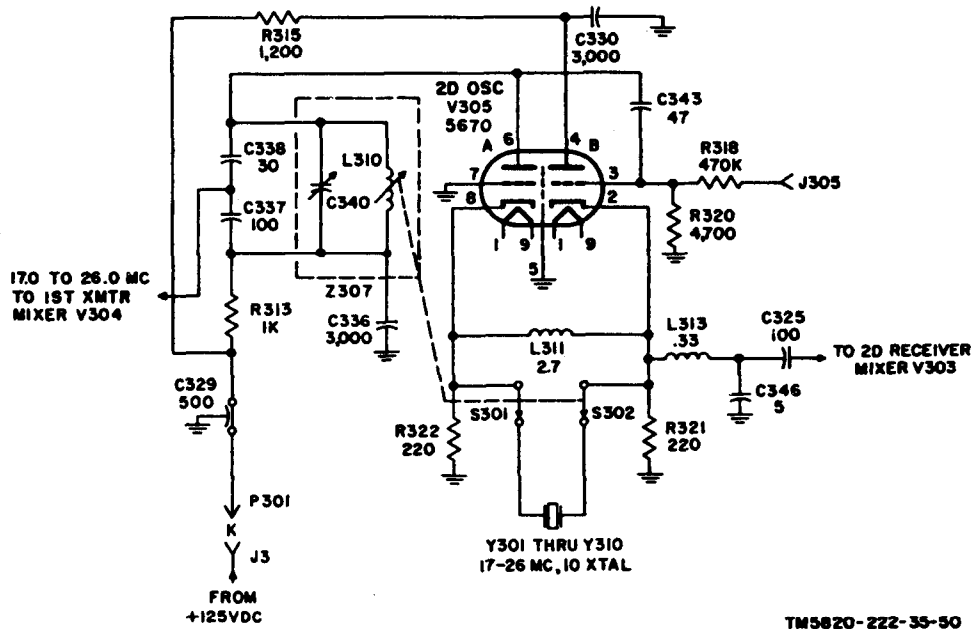 R315
1,200
C330
3,000
2D OSC
V305
5670
A
6
4
B
C343
47
C338
30
L310
C340
7
8
3
2
R318
470K
J305
C337
100
R320
4,700
1
9
1
9
5
17.0 TO 26.0 MC
TO 1ST XMTR
MIXER V304
Z307
R313
1K
C336
3,000
L311
2.7
L313
.33
C325
100
TO 2D RECEIVER
MIXER V303
C329
500
S301
S302
C346
5
R322
220
R321
220
P301
K
J3
Y301 THRU Y310
17-26 MC, 10 XTAL
FROM
+125VDC
TM5820-222-35-50